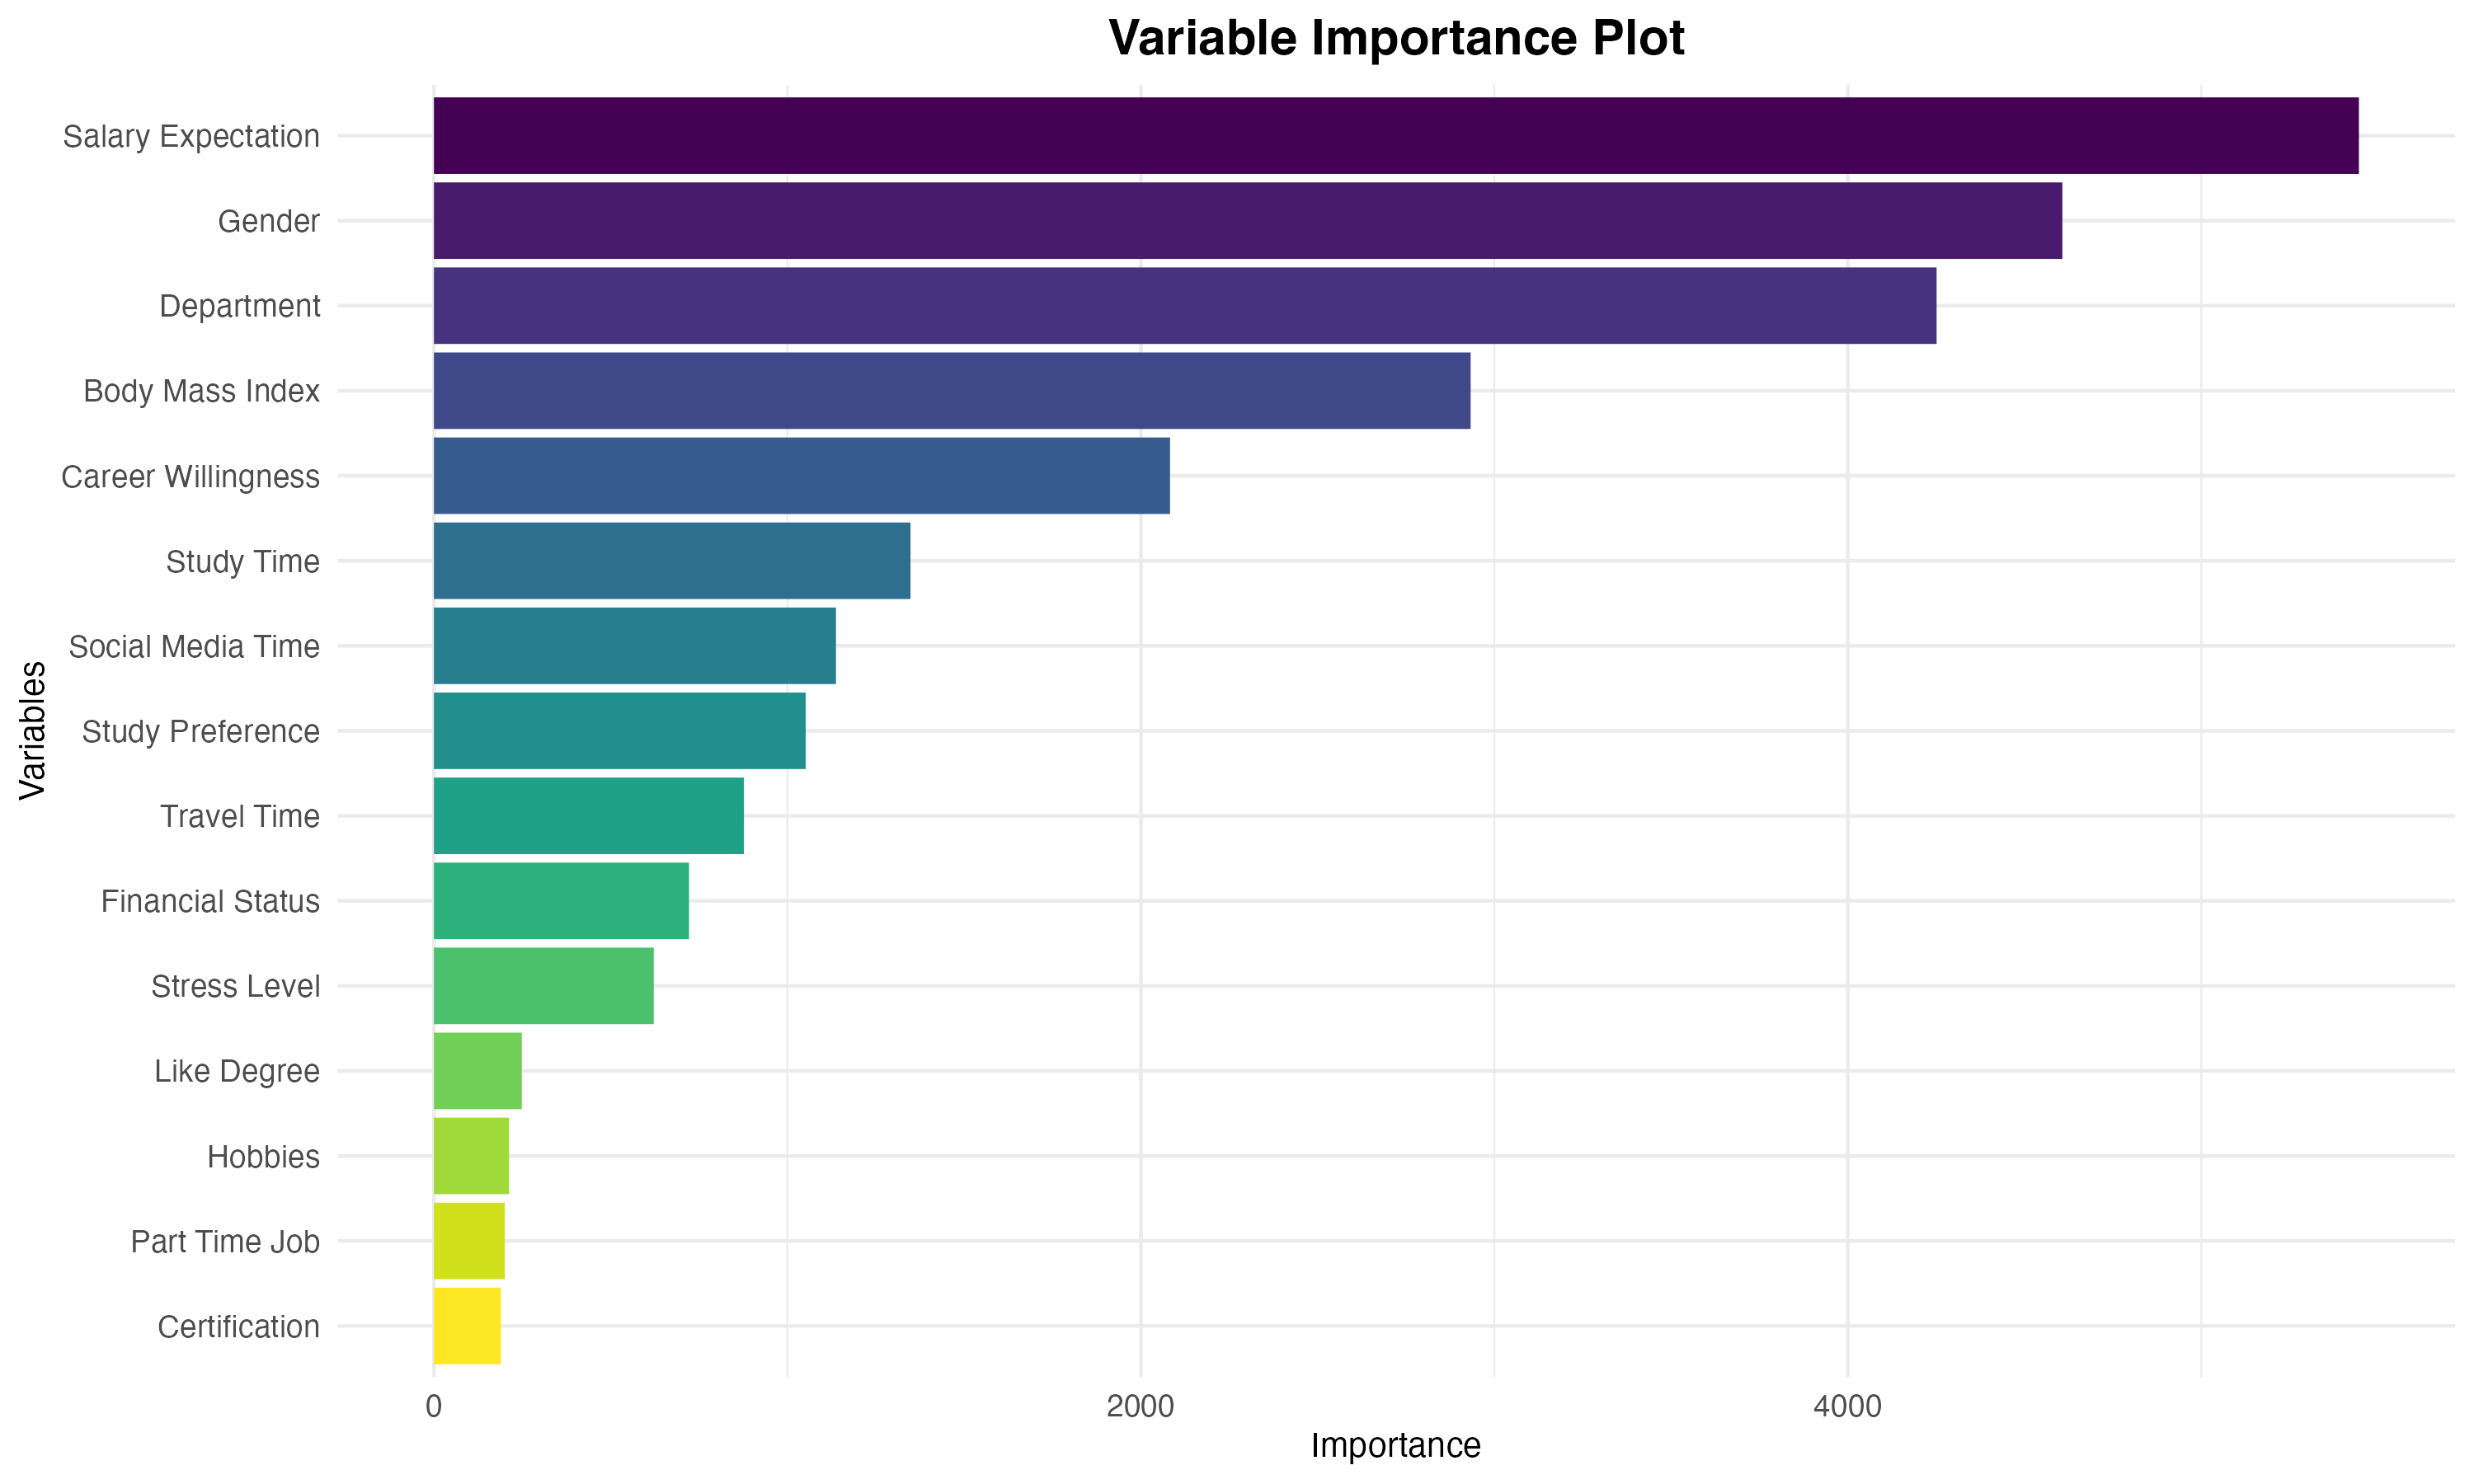 Variable Importance Plot
Salary Expectation
Gender
Department
Body Mass Index
Career Willingness
Study Time
Social Media Time
Study Preference
Travel Time
Financial Status
Stress Level
Like Degree
Hobbies
Part Time Job
Certification
Variables
0 2000 4000
Importance